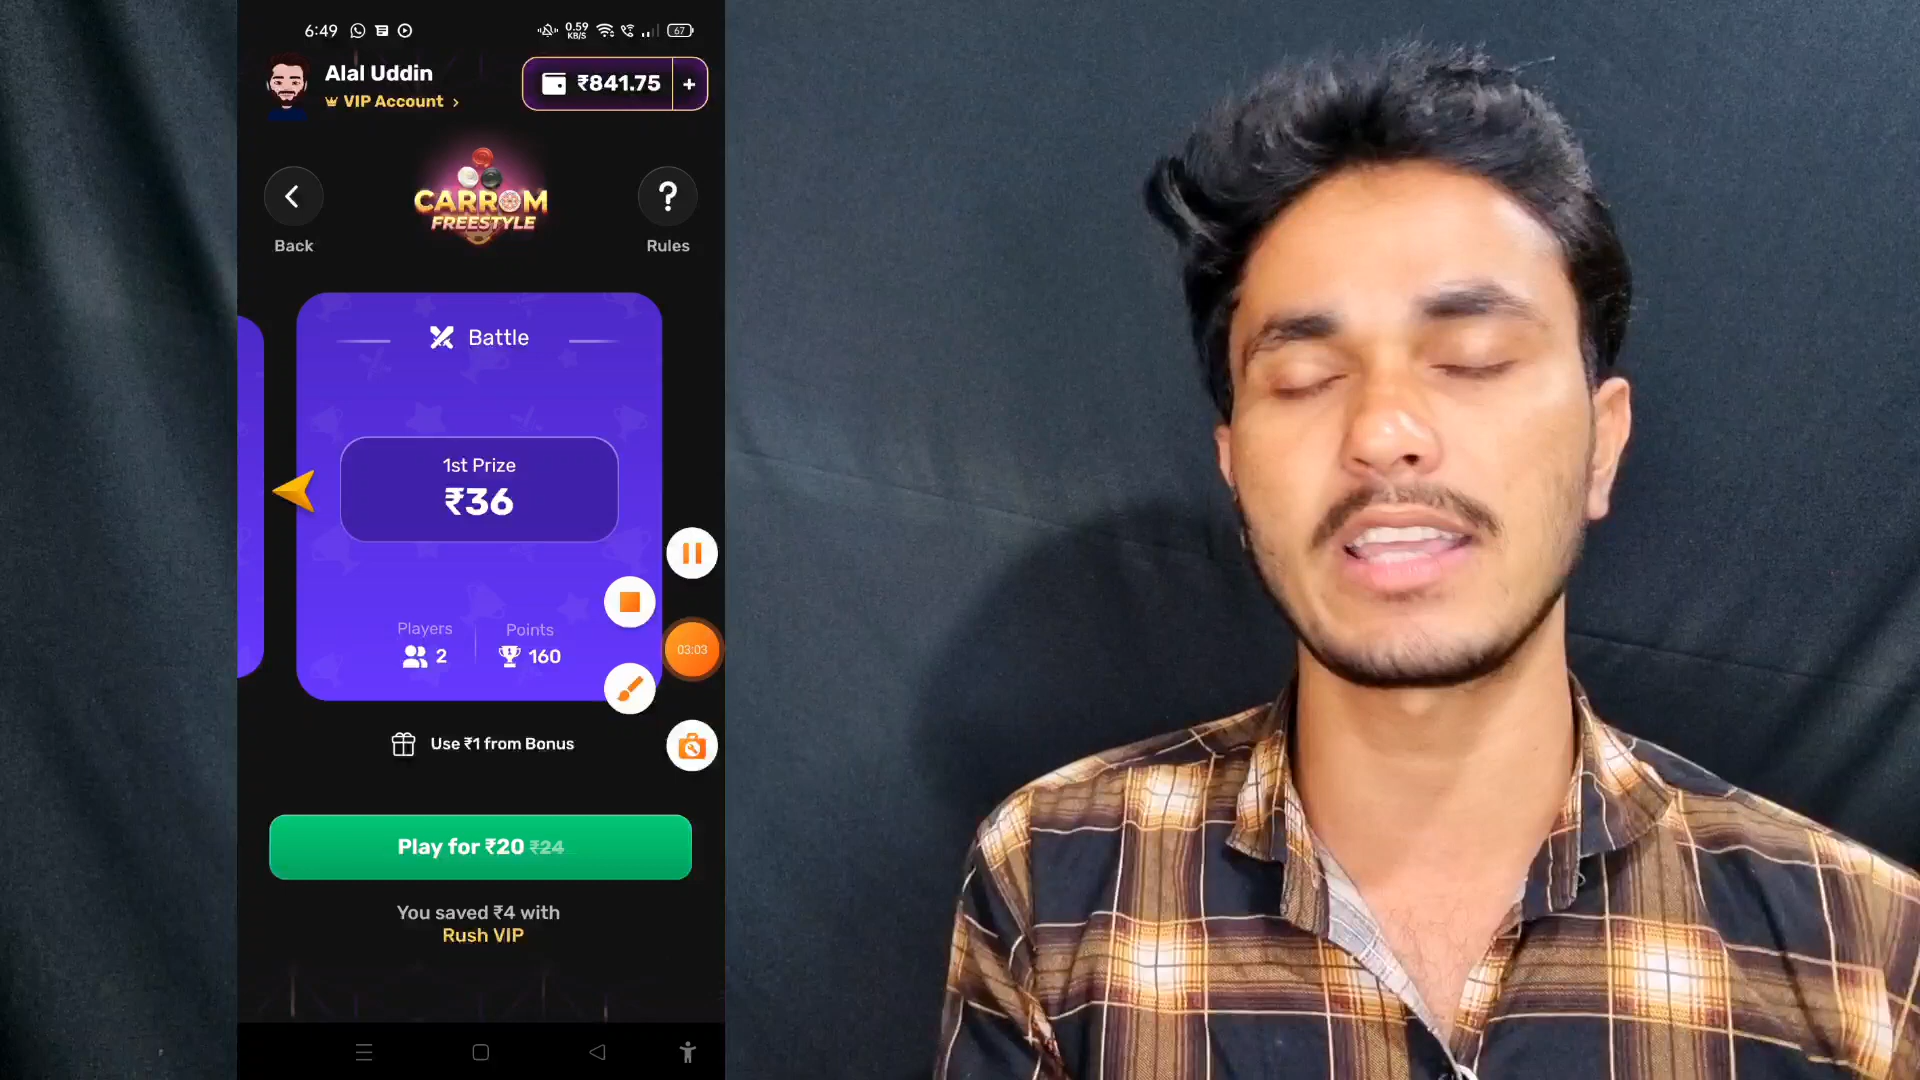 6:49
0.59
KB/S
67
Alal Uddin
VIP Account
₹841.75 +
CARROM
FREESTYLE
?
Back
Rules
Battle
1st Prize
₹36
Players
Points
2
160
03:03
Use ₹1 from Bonus
Play for ₹20 ₹24
You saved ₹4 with
Rush VIP